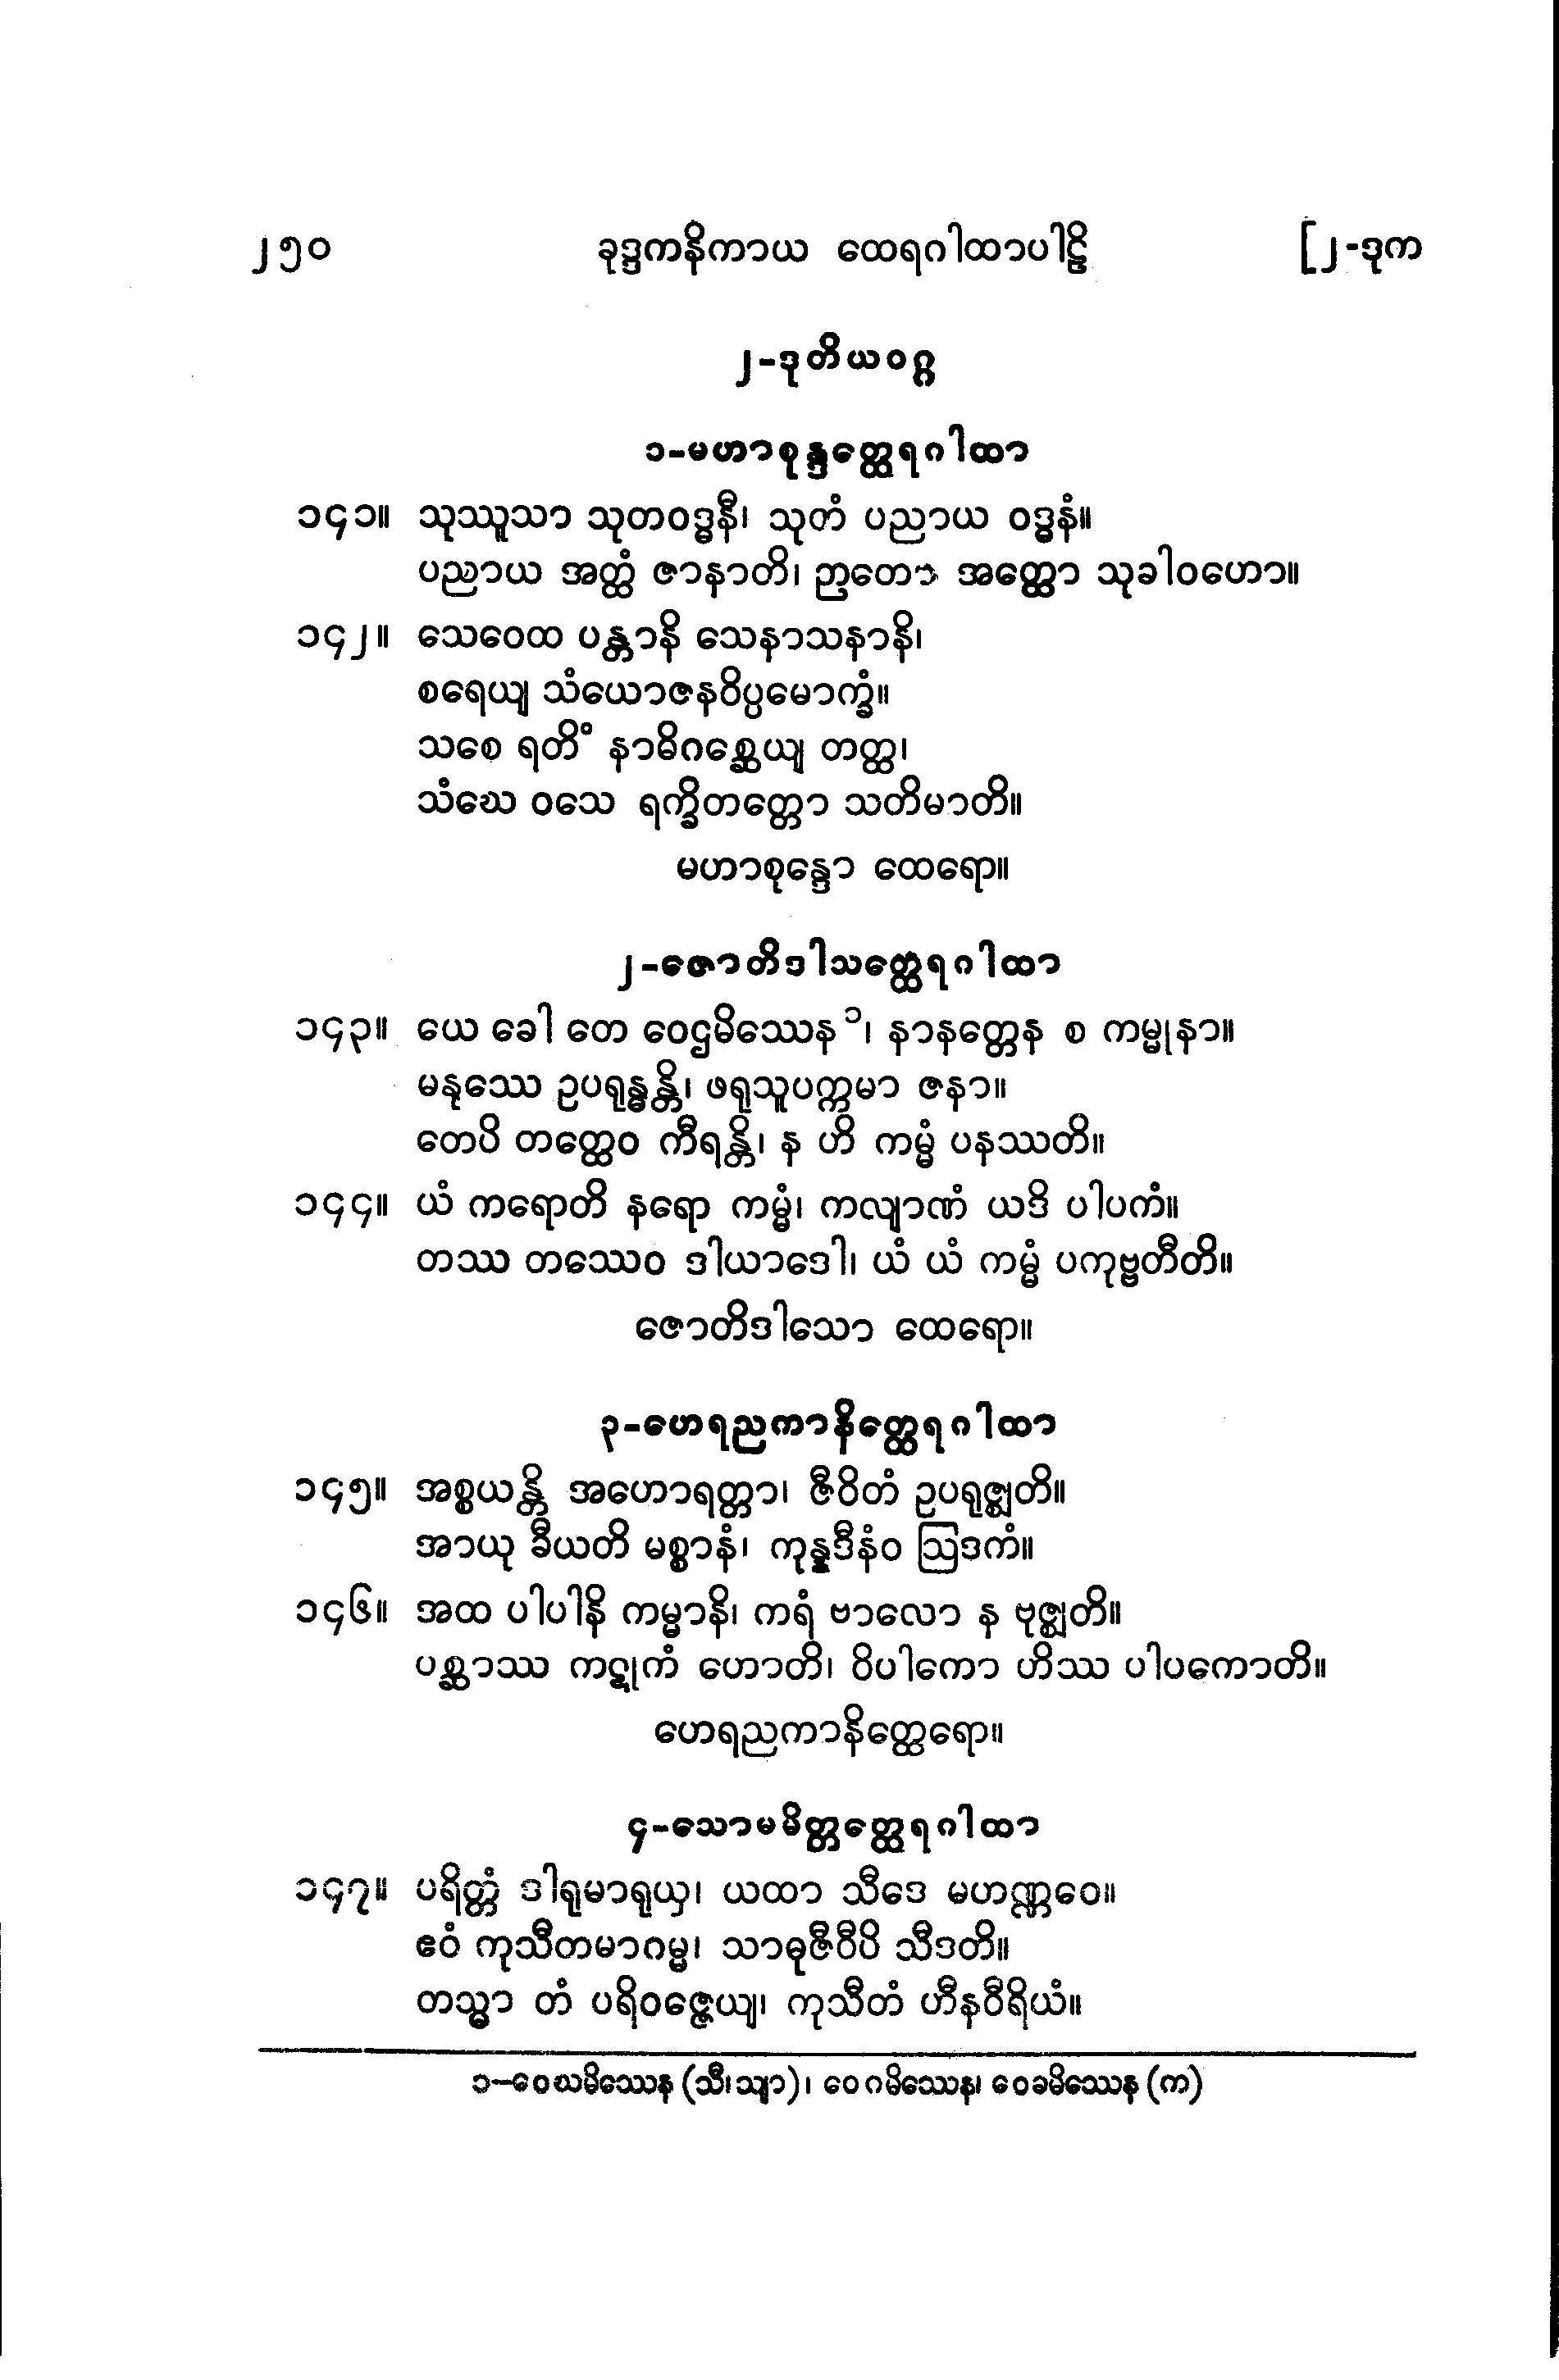 ၂၅၀ ခုဒ္ဒကနိကာယ ထေရဂါထာပါဠိ [၂-ဒုက
၂-ဒုတိယဝဂ္ဂ
၁-မဟာစုန္ဒတ္ထေရဂါထာ
၁၄၁။ သုဿူသာ သုတဝဒ္ဓနီ၊ သုတံ ပညာယ ဝဒ္ဓနံ။
ပညာယ အတ္ထံ ဇာနာတိ၊ ဉာတော အတ္ထော သုခါဝဟော။
၁၄၂။ သေဝေထ ပန္တာနိ သေနာသနာနိ၊
စရေယျ သံယောဇနဝိပ္ပမောက္ခံ။
သစေ ရတိံ နာဓိဂစ္ဆေယျ တတ္ထ၊
သံဃေ ဝသေ ရက္ခိတတ္တော သတိမာတိ။
မဟာစုန္ဒော ထေရော။
၂-ဇောတိဒါသတ္ထေရဂါထာ
၁၄၃။ ယေ ခေါ တေ ဝေဌမိဿေန ၁၊ နာနတ္တေန စ ကမ္မုနာ။
မနုဿေ ဥပရုန္ဓန္တိ၊ ဖရုသူပက္ကမာ ဇနာ။
တေပိ တတ္ထေဝ ကီရန္တိ၊ န ဟိ ကမ္မံ ပနဿတိ။
၁၄၄။ ယံ ကရောတိ နရော ကမ္မံ၊ ကလျာဏံ ယဒိ ပါပကံ။
တဿ တဿေဝ ဒါယာဒေါ၊ ယံ ယံ ကမ္မံ ပကုဗ္ဗတီတိ။
ဇောတိဒါသော ထေရော။
၃-ဟေရညကာနိတ္ထေရဂါထာ
၁၄၅။ အစ္စယန္တိ အဟောရတ္တာ၊ ဇီဝိတံ ဥပရုဇ္ဈတိ။
အာယု ခီယတိ မစ္စာနံ၊ ကုန္နဒီနံဝ ဩဒကံ။
၁၄၆။ အထ ပါပါနိ ကမ္မာနိ၊ ကရံ ဗာလော န ဗုဇ္ဈတိ။
ပစ္ဆာဿ ကဋုကံ ဟောတိ၊ ဝိပါကော ဟိဿ ပါပကောတိ။
ဟေရညကာနိတ္ထေရော။
၄-သောမမိတ္တတ္ထေရဂါထာ
၁၄၇။ ပရိတ္တံ ဒါရုမာရုယှ၊ ယထာ သီဒေ မဟဏ္ဏဝေ။
ဧဝံ ကုသီတမာဂမ္မ၊ သာဓုဇီဝီပိ သီဒတိ။
တသ္မာ တံ ပရိဝဇ္ဇေယျ၊ ကုသီတံ ဟီနဝီရိယံ။
၁-ဝေဃမိဿေန (သီ၊သျာ)၊ ဝေဂမိဿေန၊ ဝေခမိဿေန (က)